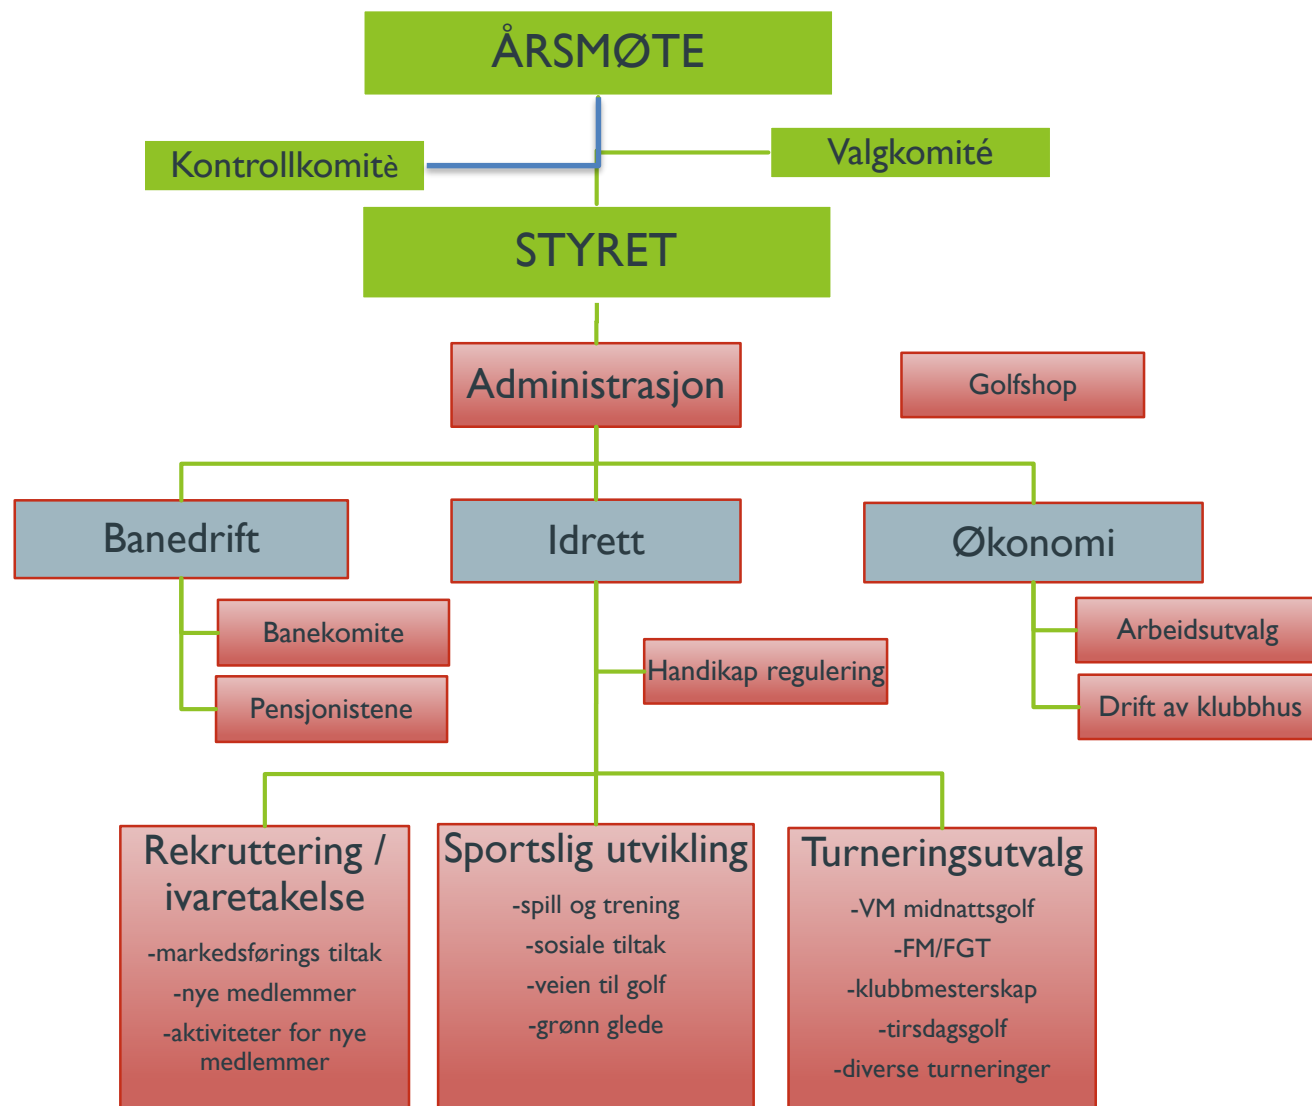 ÅRSMØTE
Kontrollkomitè
Valgkomité
STYRET
Administrasjon
Golfshop
Banedrift
Idrett
Økonomi
Banekomite
Pensjonistene
Handikap regulering
Arbeidsutvalg
Drift av klubbhus
Rekruttering /
ivaretakelse
-markedsførings tiltak
-nye medlemmer
-aktiviteter for nye
medlemmer
Sportslig utvikling
-spill og trening
-sosiale tiltak
-veien til golf
-grønn glede
Turneringsutvalg
-VM midnattsgolf
-FM/FGT
-klubbmesterskap
-tirsdagsgolf
-diverse turneringer